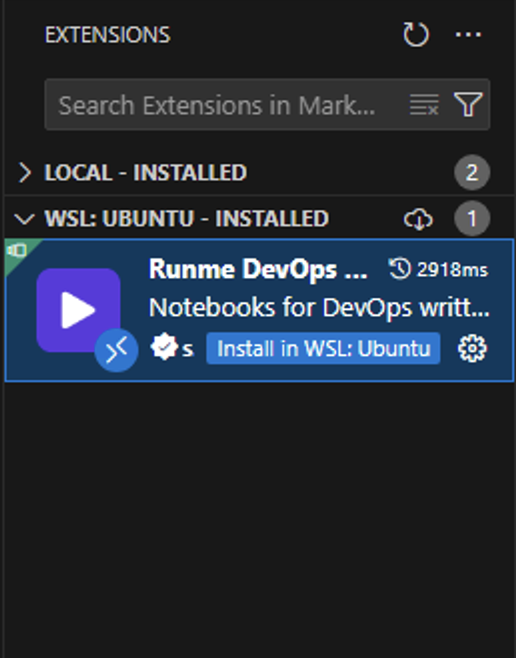 EXTENSIONS
Search Extensions in Mark...
LOCAL - INSTALLED 2
WSL: UBUNTU - INSTALLED 1
Runme DevOps ... 2918ms
Notebooks for DevOps writt...
s Install in WSL: Ubuntu